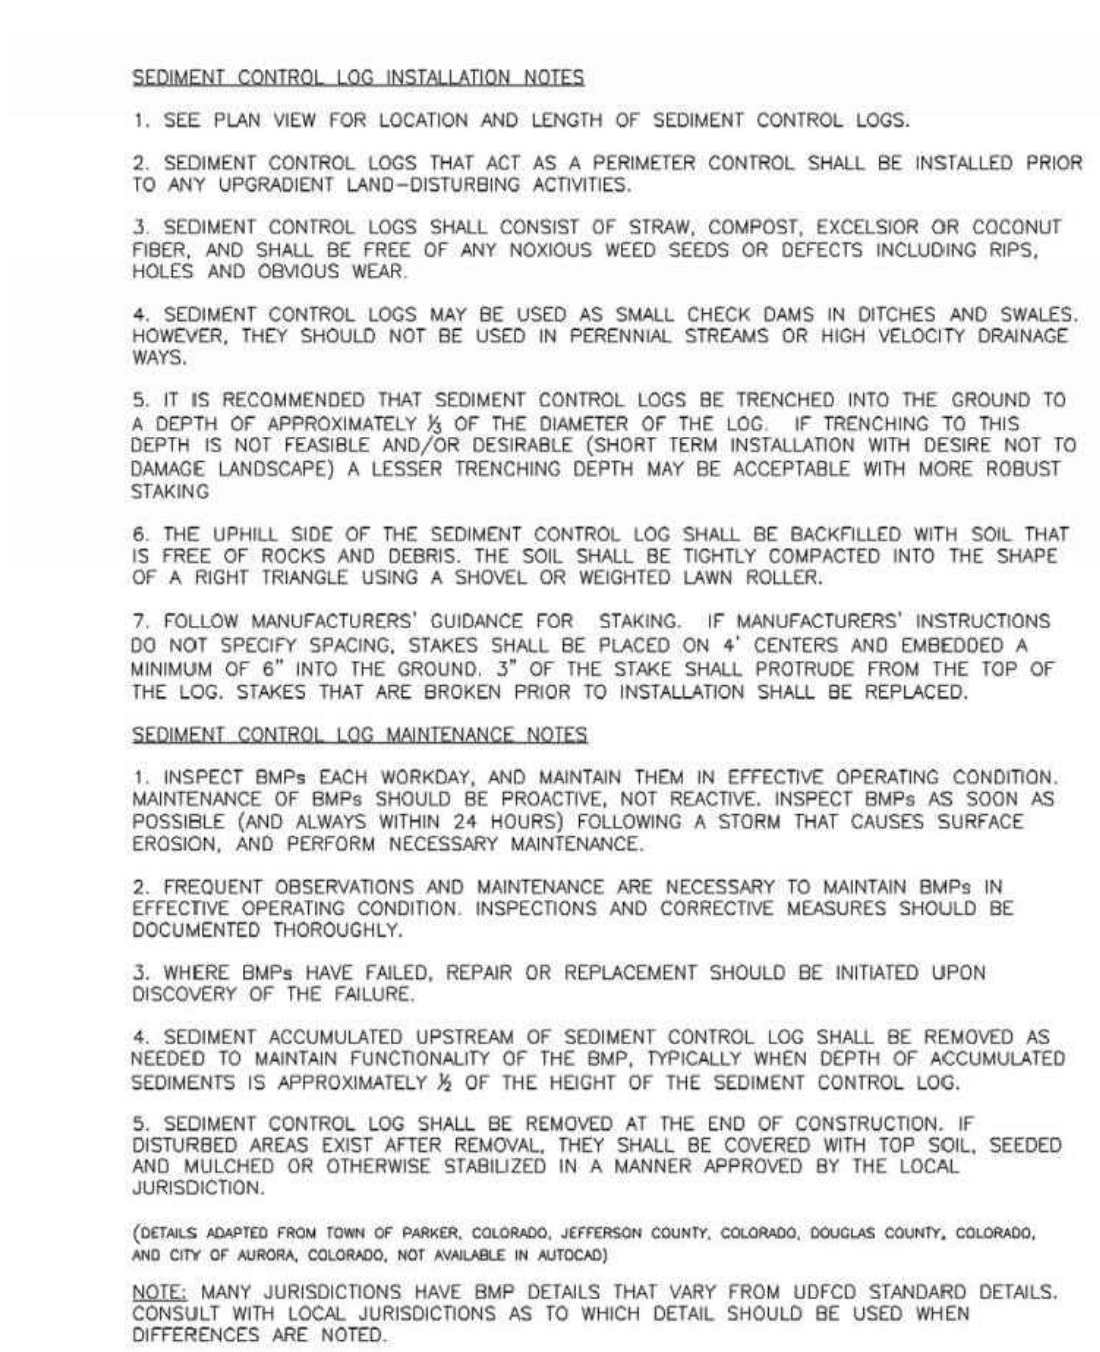 SEDIMENT CONTROL LOG INSTALLATION NOTES
1. SEE PLAN VIEW FOR LOCATION AND LENGTH OF SEDIMENT CONTROL LOGS.
2. SEDIMENT CONTROL LOGS THAT ACT AS A PERIMETER CONTROL SHALL BE INSTALLED PRIOR
TO ANY UPGRADIENT LAND-DISTURBING ACTIVITIES.
3. SEDIMENT CONTROL LOGS SHALL CONSIST OF STRAW, COMPOST, EXCELSIOR OR COCONUT
FIBER, AND SHALL BE FREE OF ANY NOXIOUS WEED SEEDS OR DEFECTS INCLUDING RIPS,
HOLES AND OBVIOUS WEAR.
4. SEDIMENT CONTROL LOGS MAY BE USED AS SMALL CHECK DAMS IN DITCHES AND SWALES.
HOWEVER, THEY SHOULD NOT BE USED IN PERENNIAL STREAMS OR HIGH VELOCITY DRAINAGE
WAYS.
5. IT IS RECOMMENDED THAT SEDIMENT CONTROL LOGS BE TRENCHED INTO THE GROUND TO
A DEPTH OF APPROXIMATELY ⅓ OF THE DIAMETER OF THE LOG. IF TRENCHING TO THIS
DEPTH IS NOT FEASIBLE AND/OR DESIRABLE (SHORT TERM INSTALLATION WITH DESIRE NOT TO
DAMAGE LANDSCAPE) A LESSER TRENCHING DEPTH MAY BE ACCEPTABLE WITH MORE ROBUST
STAKING
6. THE UPHILL SIDE OF THE SEDIMENT CONTROL LOG SHALL BE BACKFILLED WITH SOIL THAT
IS FREE OF ROCKS AND DEBRIS. THE SOIL SHALL BE TIGHTLY COMPACTED INTO THE SHAPE
OF A RIGHT TRIANGLE USING A SHOVEL OR WEIGHTED LAWN ROLLER.
7. FOLLOW MANUFACTURERS' GUIDANCE FOR STAKING. IF MANUFACTURERS' INSTRUCTIONS
DO NOT SPECIFY SPACING, STAKES SHALL BE PLACED ON 4' CENTERS AND EMBEDDED A
MINIMUM OF 6" INTO THE GROUND. 3" OF THE STAKE SHALL PROTRUDE FROM THE TOP OF
THE LOG. STAKES THAT ARE BROKEN PRIOR TO INSTALLATION SHALL BE REPLACED.
SEDIMENT CONTROL LOG MAINTENANCE NOTES
1. INSPECT BMPs EACH WORKDAY, AND MAINTAIN THEM IN EFFECTIVE OPERATING CONDITION.
MAINTENANCE OF BMPs SHOULD BE PROACTIVE, NOT REACTIVE. INSPECT BMPs AS SOON AS
POSSIBLE (AND ALWAYS WITHIN 24 HOURS) FOLLOWING A STORM THAT CAUSES SURFACE
EROSION, AND PERFORM NECESSARY MAINTENANCE.
2. FREQUENT OBSERVATIONS AND MAINTENANCE ARE NECESSARY TO MAINTAIN BMPs IN
EFFECTIVE OPERATING CONDITION. INSPECTIONS AND CORRECTIVE MEASURES SHOULD BE
DOCUMENTED THOROUGHLY.
3. WHERE BMPs HAVE FAILED, REPAIR OR REPLACEMENT SHOULD BE INITIATED UPON
DISCOVERY OF THE FAILURE.
4. SEDIMENT ACCUMULATED UPSTREAM OF SEDIMENT CONTROL LOG SHALL BE REMOVED AS
NEEDED TO MAINTAIN FUNCTIONALITY OF THE BMP, TYPICALLY WHEN DEPTH OF ACCUMULATED
SEDIMENTS IS APPROXIMATELY ½ OF THE HEIGHT OF THE SEDIMENT CONTROL LOG.
5. SEDIMENT CONTROL LOG SHALL BE REMOVED AT THE END OF CONSTRUCTION. IF
DISTURBED AREAS EXIST AFTER REMOVAL, THEY SHALL BE COVERED WITH TOP SOIL, SEEDED
AND MULCHED OR OTHERWISE STABILIZED IN A MANNER APPROVED BY THE LOCAL
JURISDICTION.
(DETAILS ADAPTED FROM TOWN OF PARKER, COLORADO, JEFFERSON COUNTY, COLORADO, DOUGLAS COUNTY, COLORADO,
AND CITY OF AURORA, COLORADO, NOT AVAILABLE IN AUTOCAD)
NOTE: MANY JURISDICTIONS HAVE BMP DETAILS THAT VARY FROM UDFCD STANDARD DETAILS.
CONSULT WITH LOCAL JURISDICTIONS AS TO WHICH DETAIL SHOULD BE USED WHEN
DIFFERENCES ARE NOTED.